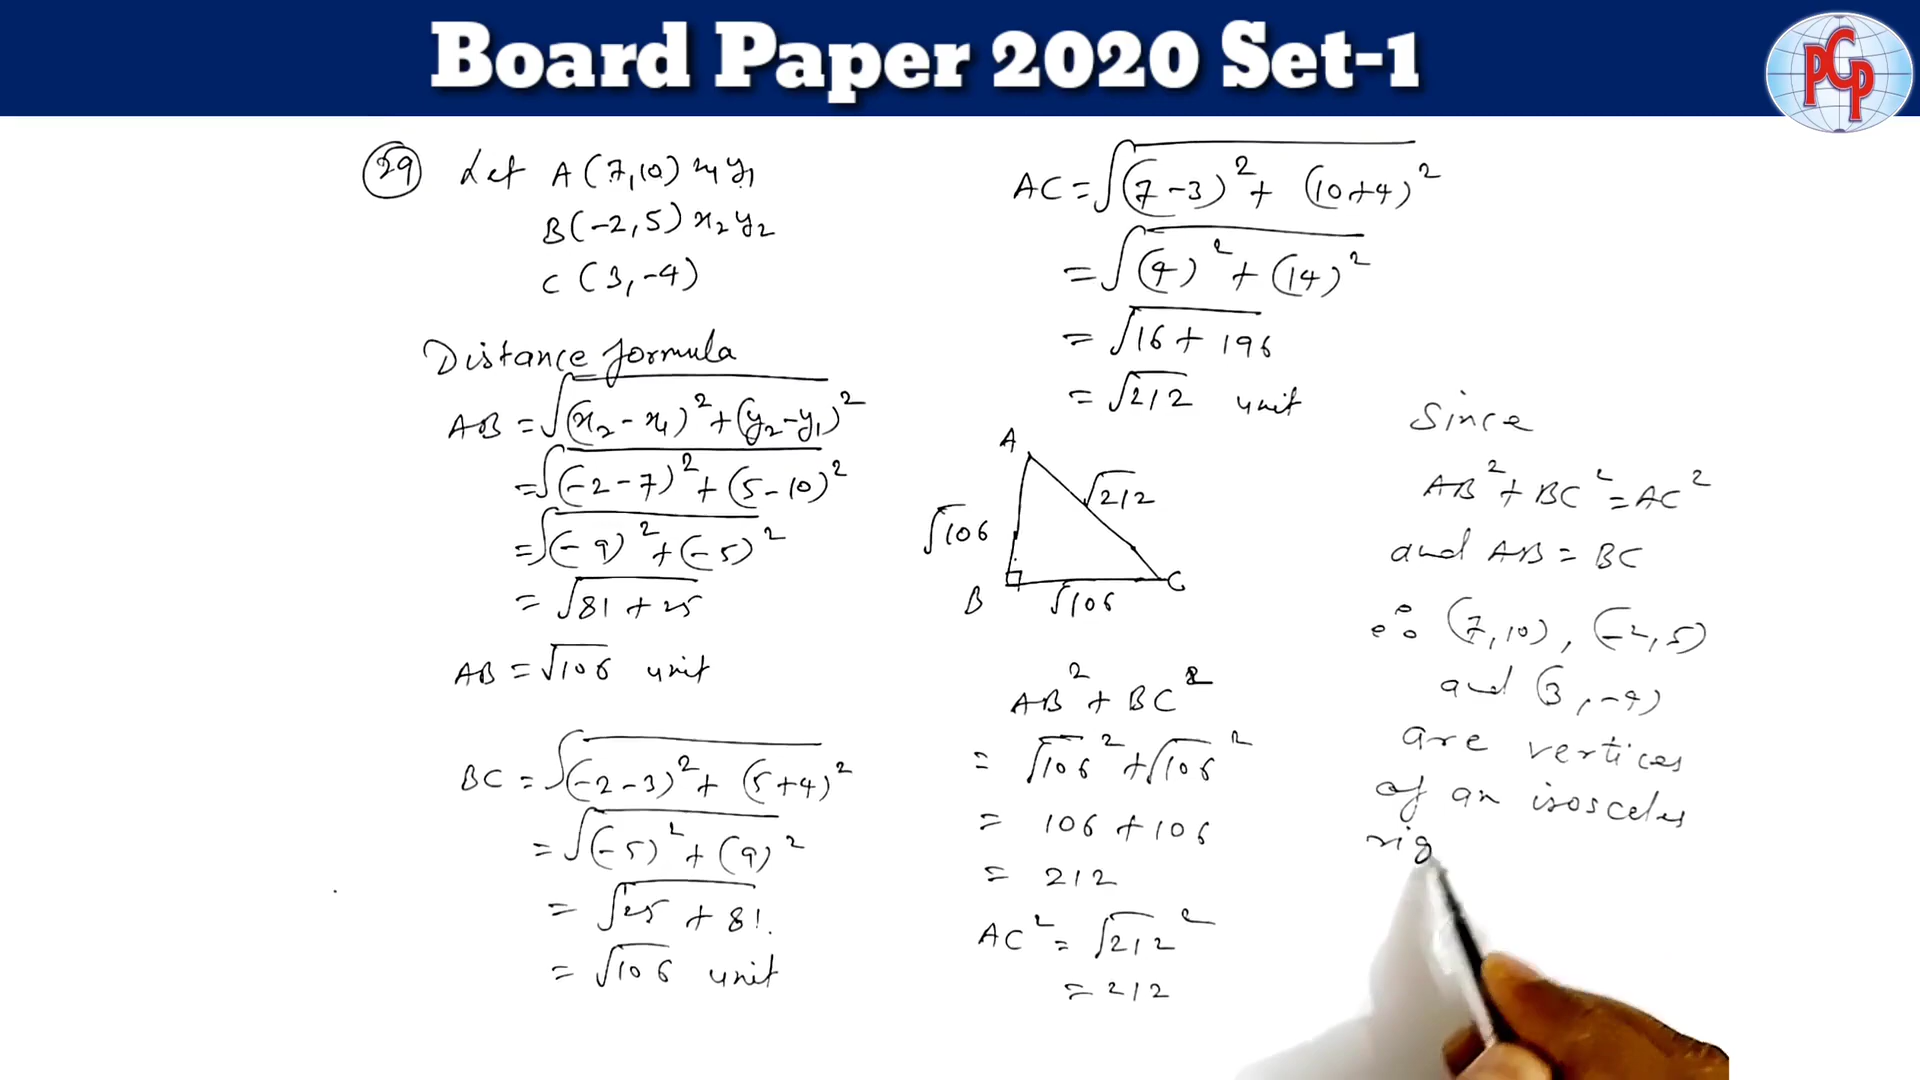 Board Paper 2020 Set-1
PCP
29 Let A(7,10) x₁y₁
B(-2,5) x₂y₂
C (3,-4)
Distance formula
AB = √(x₂-x₁)²+(y₂-y₁)²
= √(-2-7)²+(5-10)²
= √(-9)²+(-5)²
= √81+25
AB = √106 unit
BC = √(-2-3)²+(5+4)²
= √(-5)²+(9)²
= √25+81.
= √106 unit
AC = √(7-3)²+(10+4)²
= √(4)²+(14)²
= √16+196
= √212 unit
A
√212
√106
B
√106
C
AB²+BC²
= √106²+√106²
= 106+106
= 212
AC² = √212²
= 212
Since
AB²+BC²=AC²
and AB = BC
∴ (7,10), (-2,5)
and (3,-4)
are vertices
of an isosceles
rig